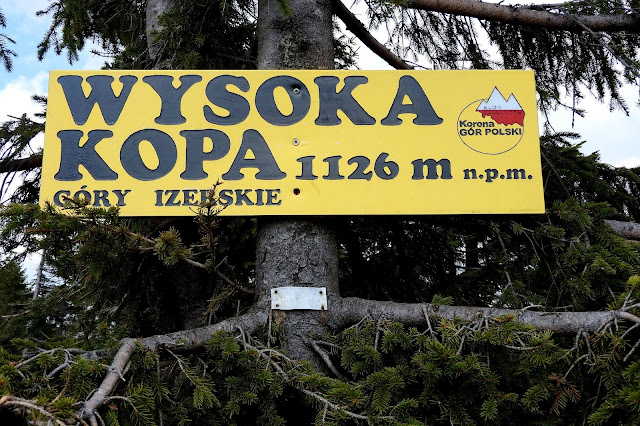 WYSOKA
KOPA 1126 m n.p.m.
GÓRY IZERSKIE
Korona
GÓR POLSKI